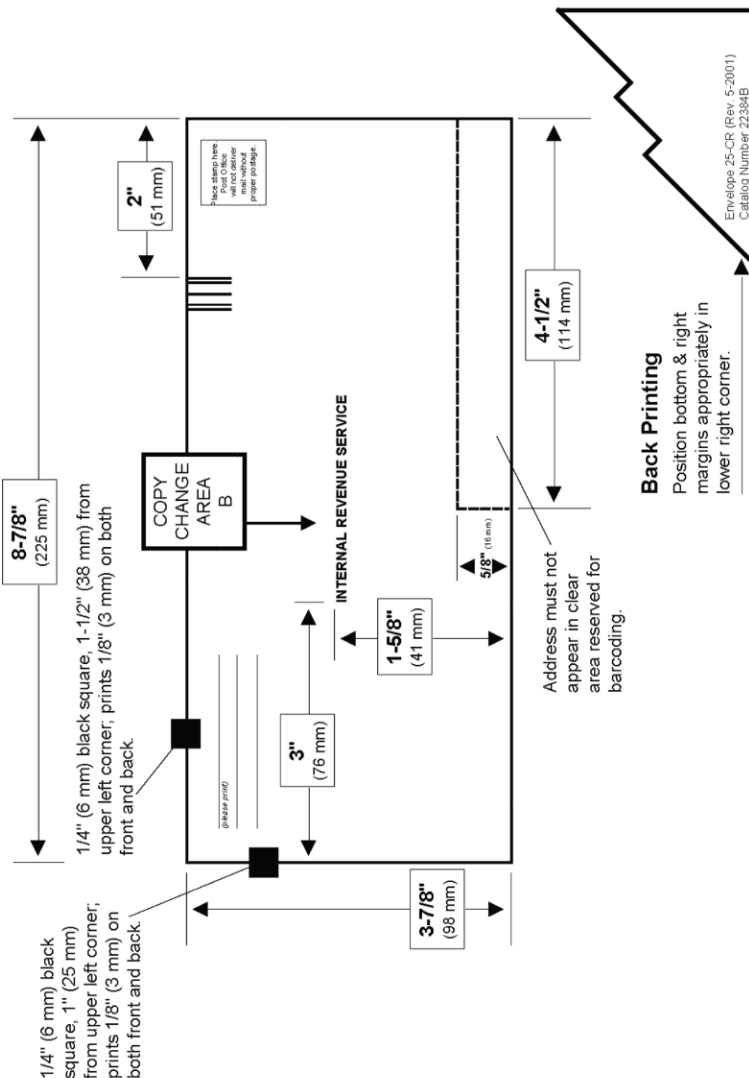 8-7/8"
(225 mm)
1/4" (6 mm) black
square, 1" (25 mm)
from upper left corner;
prints 1/8" (3 mm) on
both front and back.
1/4" (6 mm) black square, 1-1/2" (38 mm) from
upper left corner; prints 1/8" (3 mm) on both
front and back.
COPY
CHANGE
AREA
B
2"
(51 mm)
Place stamp here.
Post Office
will not deliver
mail without
proper postage.
(please print)
INTERNAL REVENUE SERVICE
3"
(76 mm)
1-5/8"
(41 mm)
5/8" (16 mm)
3-7/8"
(98 mm)
4-1/2"
(114 mm)
Address must not
appear in clear
area reserved for
barcoding.
Back Printing
Position bottom & right
margins appropriately in
lower right corner.
Envelope 25-CR (Rev. 5-2001)
Catalog Number 22384B